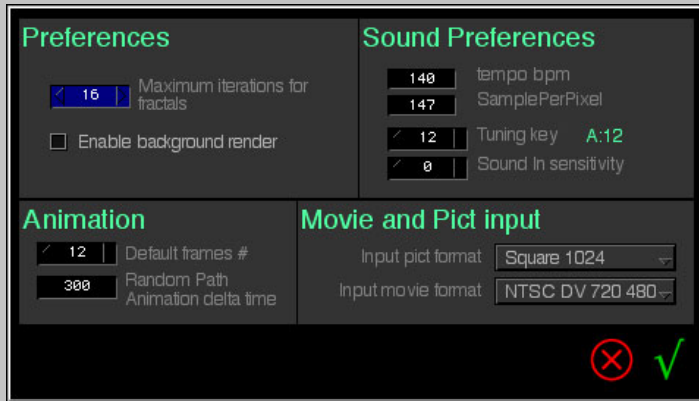 Preferences
16 Maximum iterations for
fractals
Enable background render
Sound Preferences
140 tempo bpm
147 SamplePerPixel
12 Tuning key A:12
0 Sound In sensitivity
Animation
12 Default frames #
300 Random Path
Animation delta time
Movie and Pict input
Input pict format Square 1024
Input movie format NTSC DV 720 480